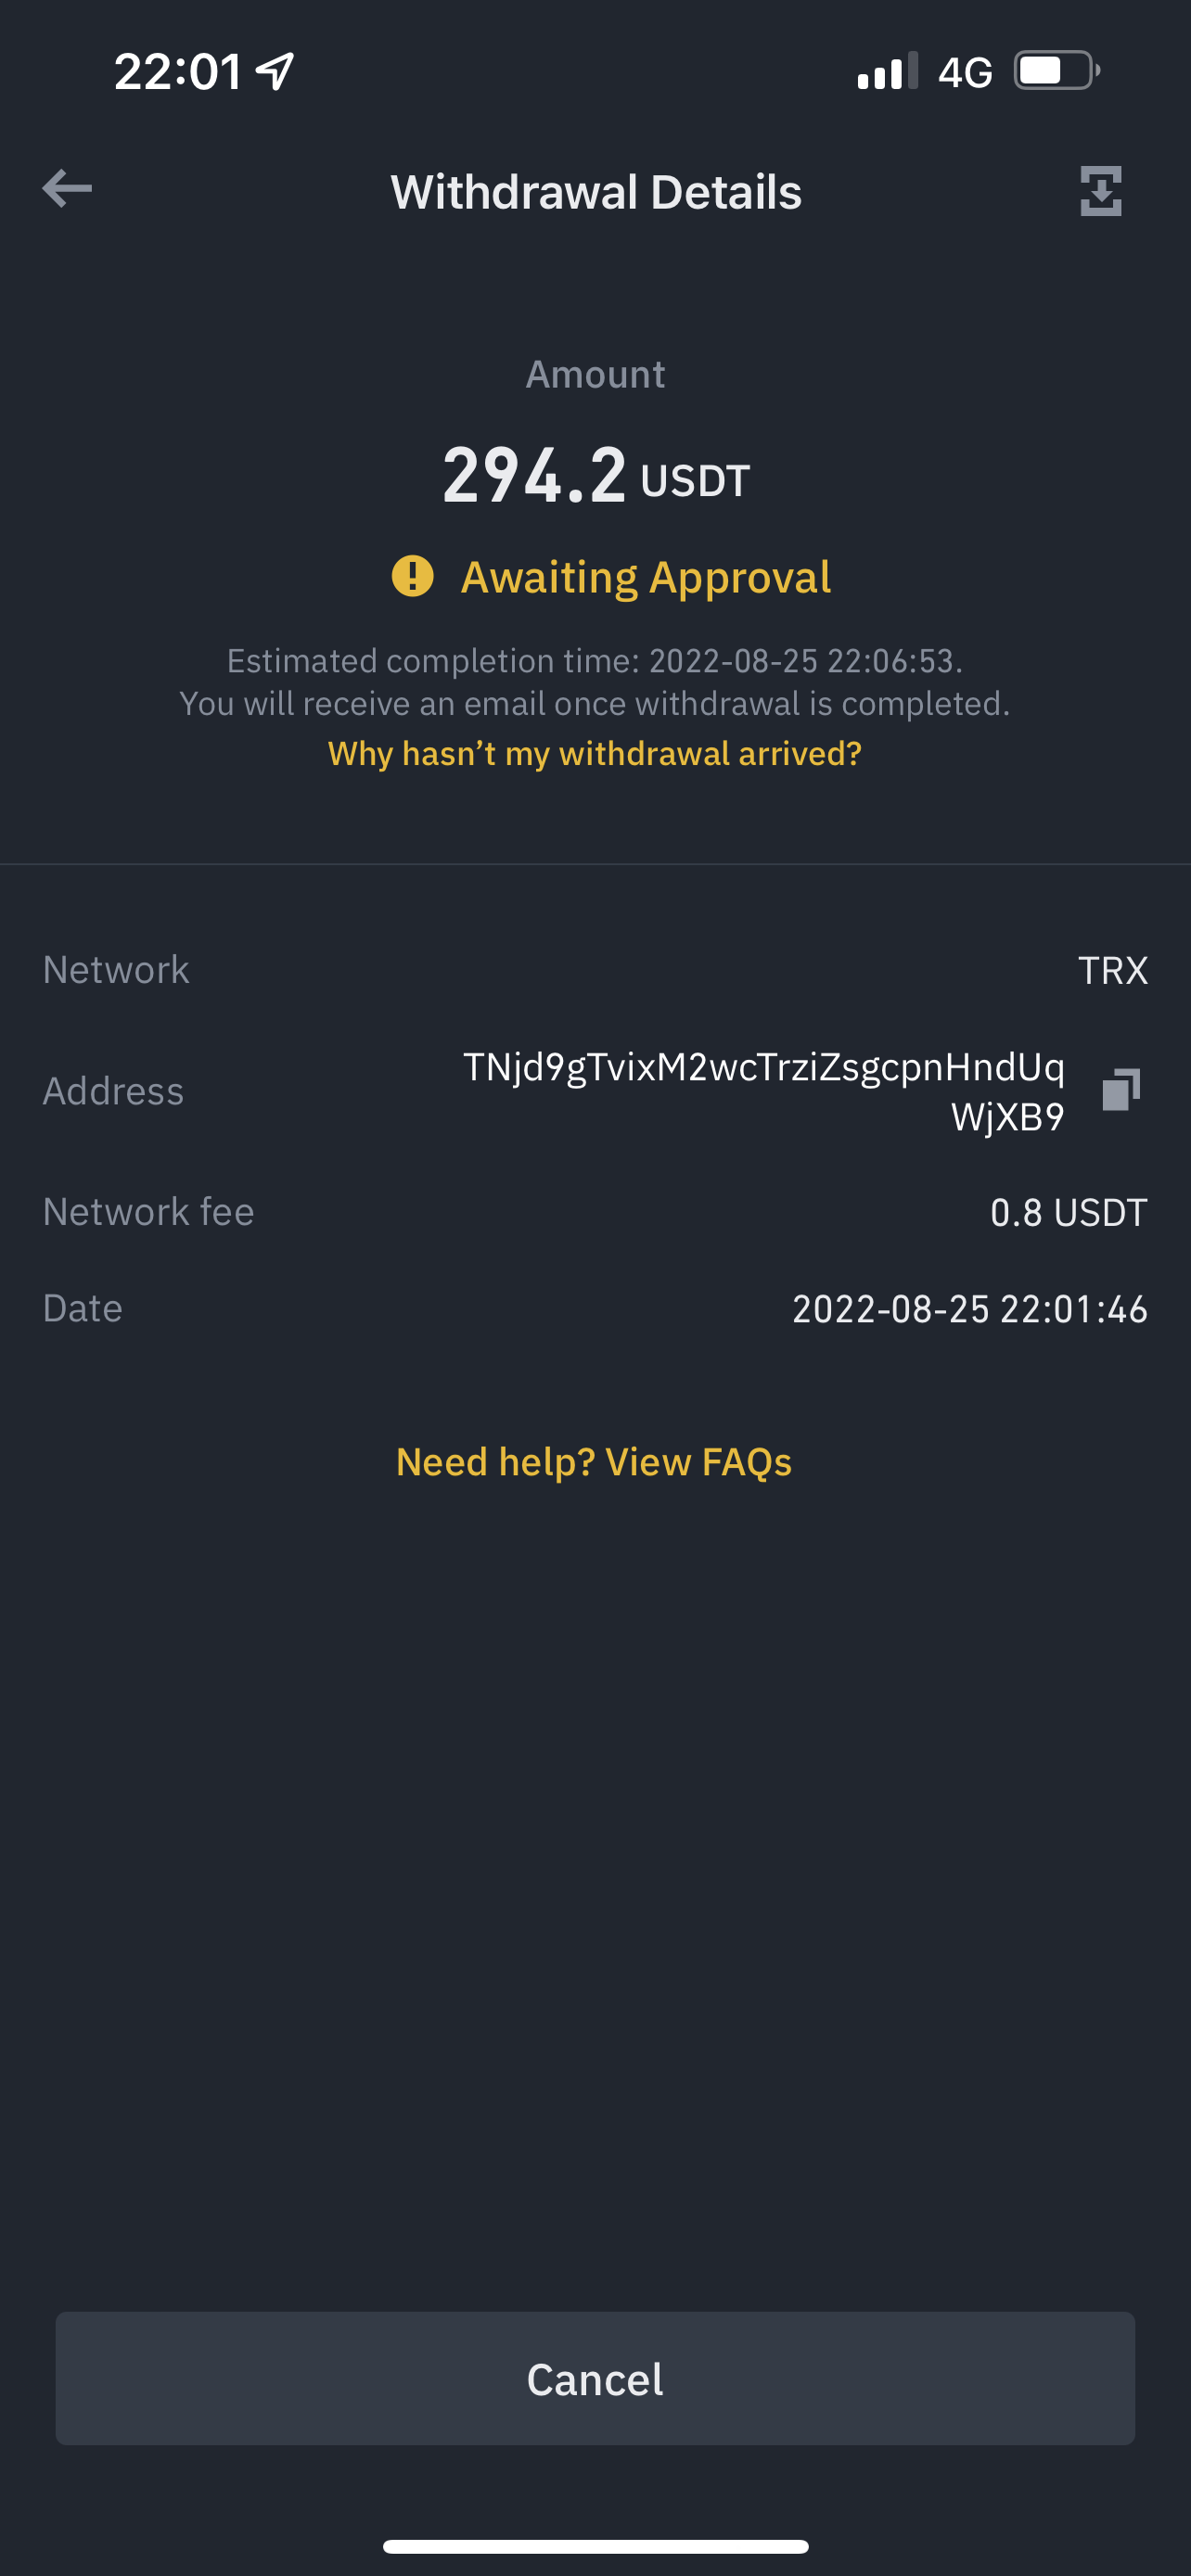 22:01
4G
Withdrawal Details
Amount
294.2 USDT
Awaiting Approval
Estimated completion time: 2022-08-25 22:06:53.
You will receive an email once withdrawal is completed.
Why hasn’t my withdrawal arrived?
Network TRX
Address TNjd9gTvixM2wcTrziZsgcpnHndUq
WjXB9
Network fee 0.8 USDT
Date 2022-08-25 22:01:46
Need help? View FAQs
Cancel